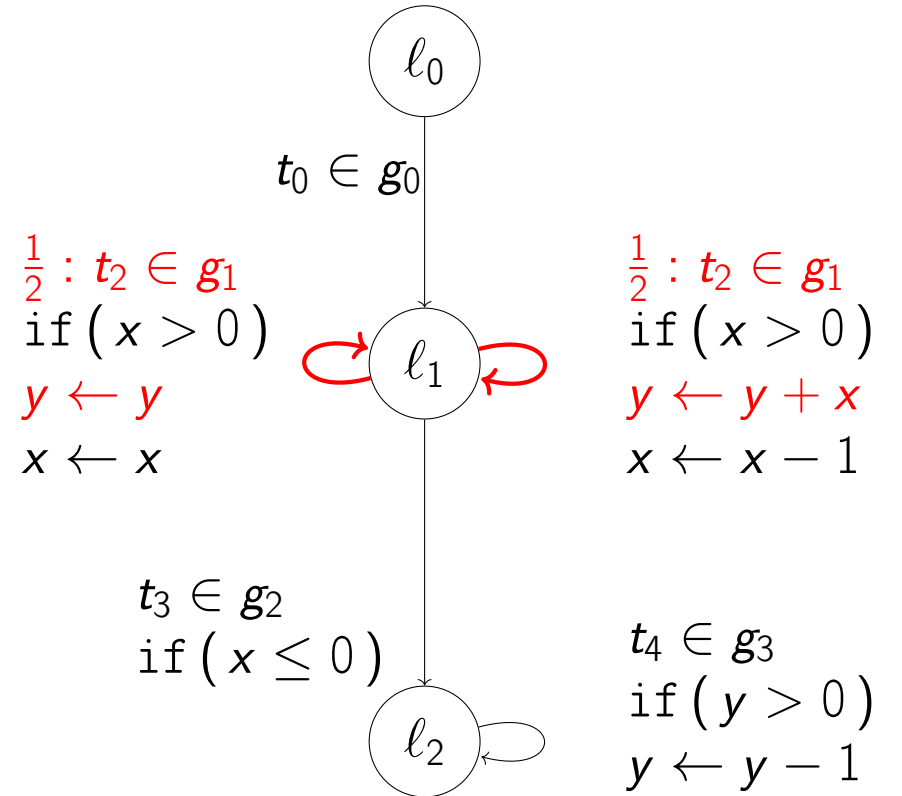 ℓ₀
t₀ ∈ g₀
½ : t₂ ∈ g₁
if ( x > 0 )
y ← y
x ← x
ℓ₁
½ : t₂ ∈ g₁
if ( x > 0 )
y ← y + x
x ← x − 1
t₃ ∈ g₂
if ( x ≤ 0 )
ℓ₂
t₄ ∈ g₃
if ( y > 0 )
y ← y − 1